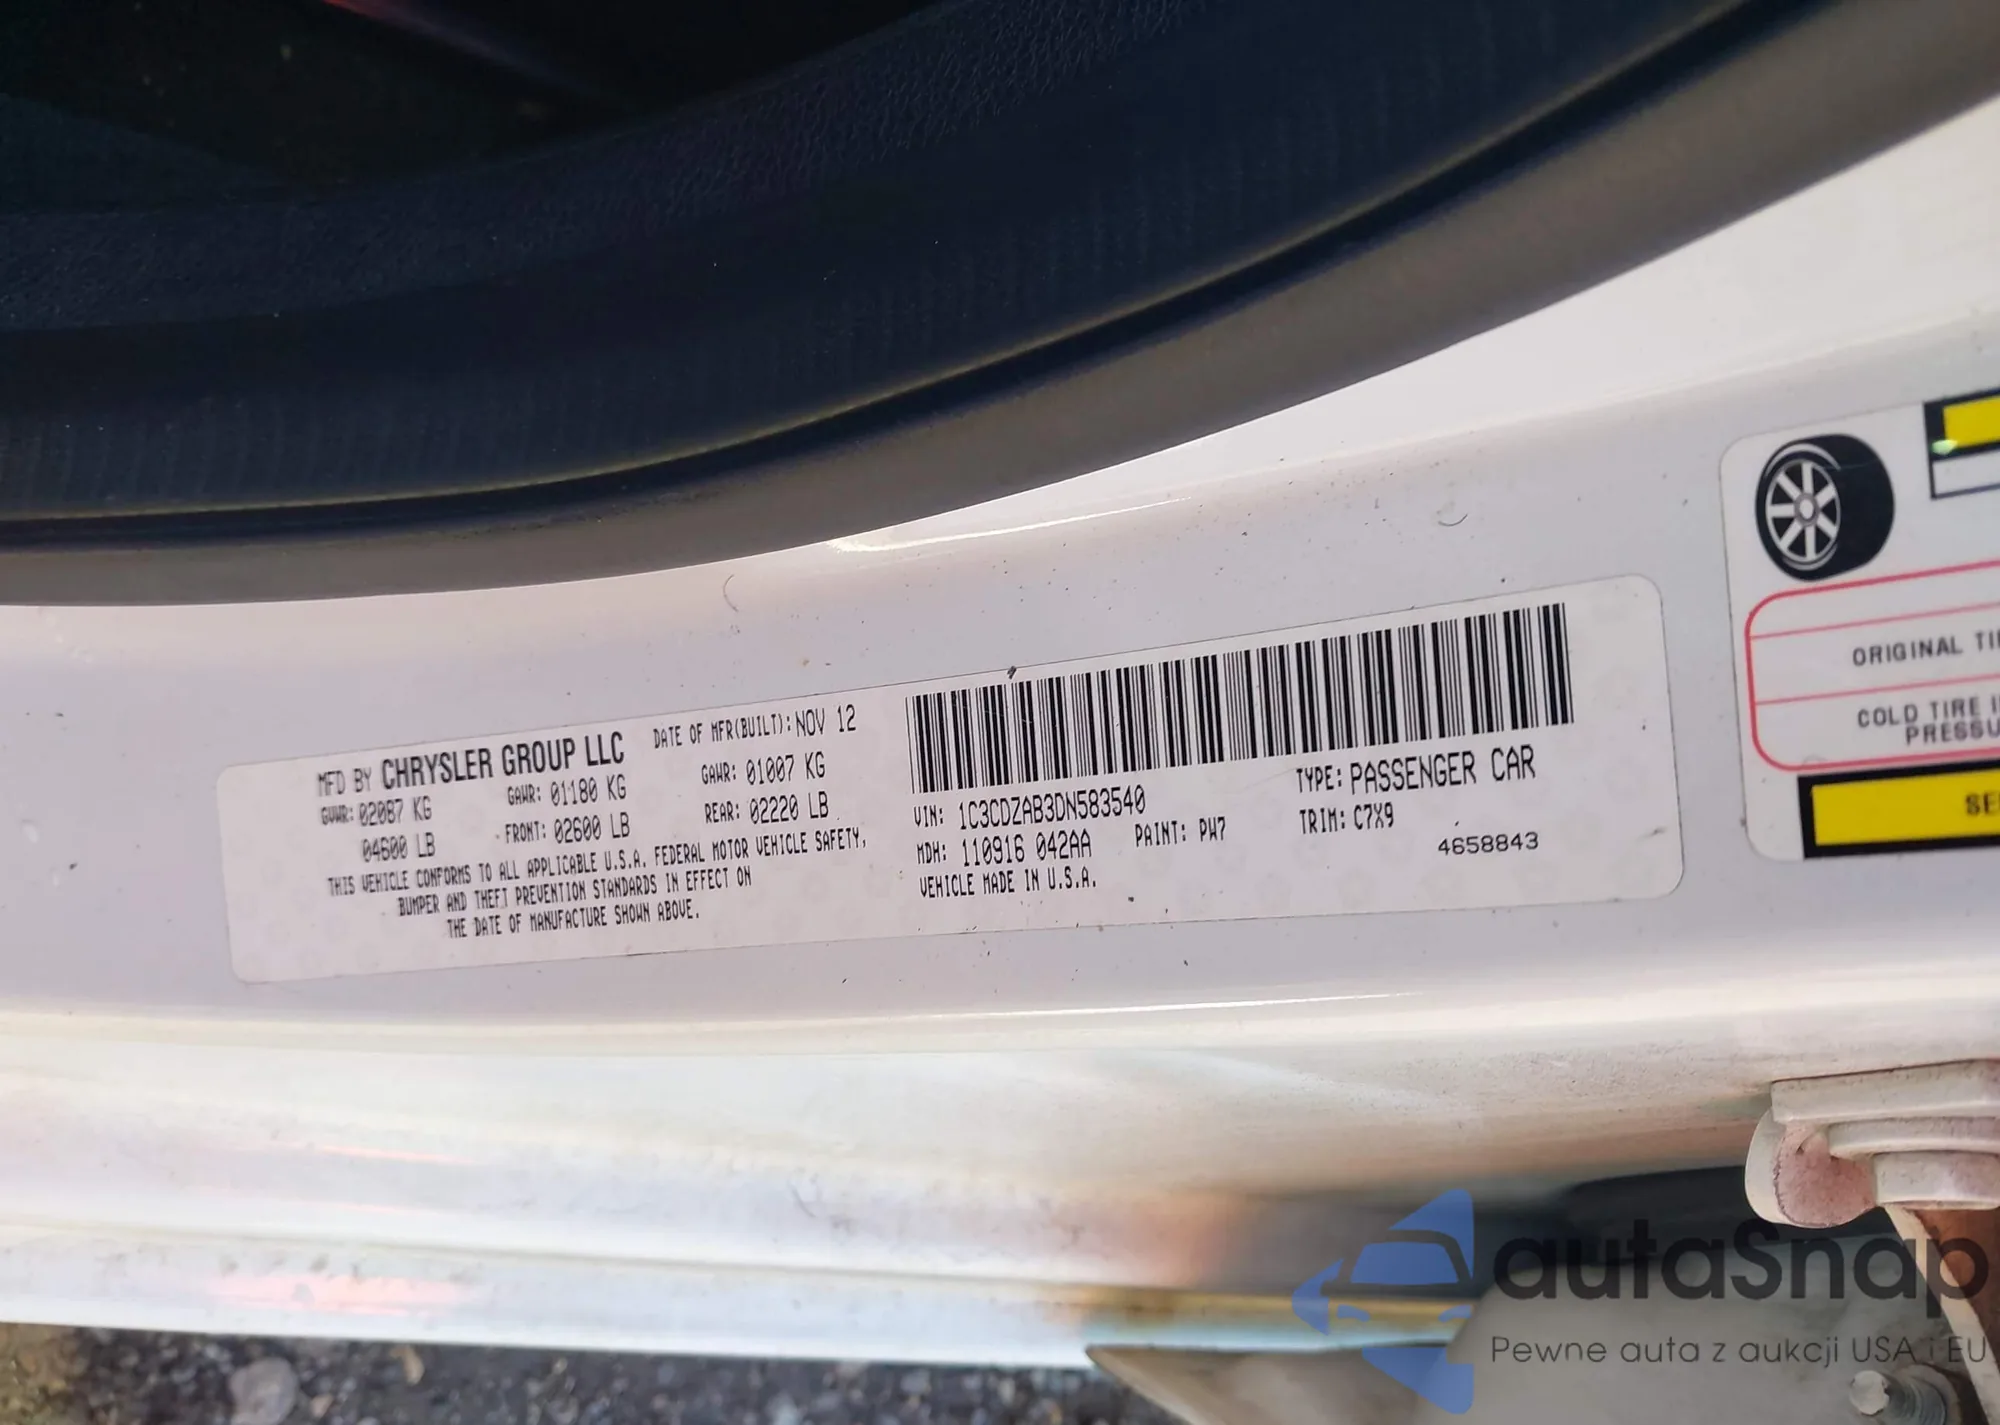 MFD BY CHRYSLER GROUP LLC
DATE OF MFR(BUILT): NOV 12
GVWR: 02087 KG
GAWR: 01180 KG
GAWR: 01007 KG
04600 LB
FRONT: 02600 LB
REAR: 02220 LB
THIS VEHICLE CONFORMS TO ALL APPLICABLE U.S.A. FEDERAL MOTOR VEHICLE SAFETY,
BUMPER AND THEFT PREVENTION STANDARDS IN EFFECT ON
THE DATE OF MANUFACTURE SHOWN ABOVE.
VIN: 1C3CDZAB3DN583540
TYPE: PASSENGER CAR
MDH: 110916 042AA
PAINT: PW7
TRIM: C7X9
VEHICLE MADE IN U.S.A.
4658843
ORIGINAL
COLD TIRE
autaSnap
Pewne auta z aukcji USA i EU